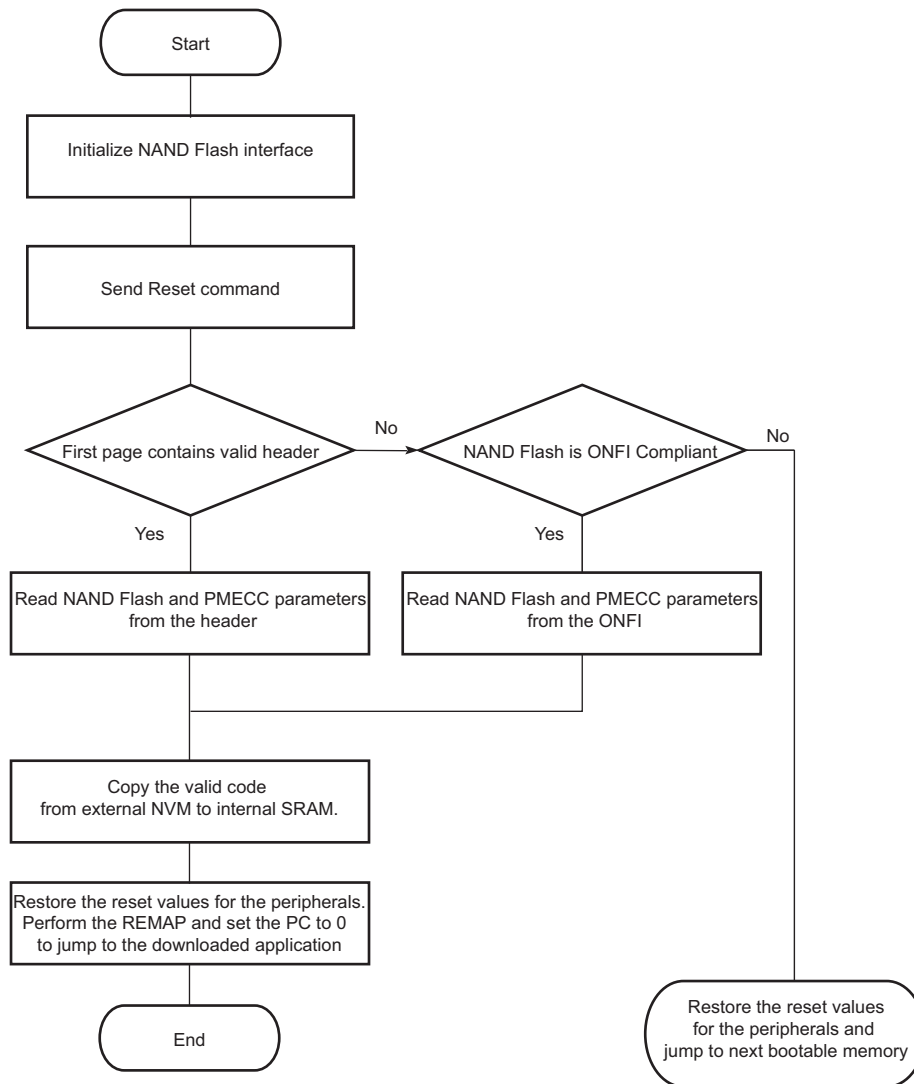 Start
Initialize NAND Flash interface
Send Reset command
First page contains valid header
No
NAND Flash is ONFI Compliant
No
Yes
Yes
Read NAND Flash and PMECC parameters
from the header
Read NAND Flash and PMECC parameters
from the ONFI
Copy the valid code
from external NVM to internal SRAM.
Restore the reset values for the peripherals.
Perform the REMAP and set the PC to 0
to jump to the downloaded application
End
Restore the reset values
for the peripherals and
jump to next bootable memory